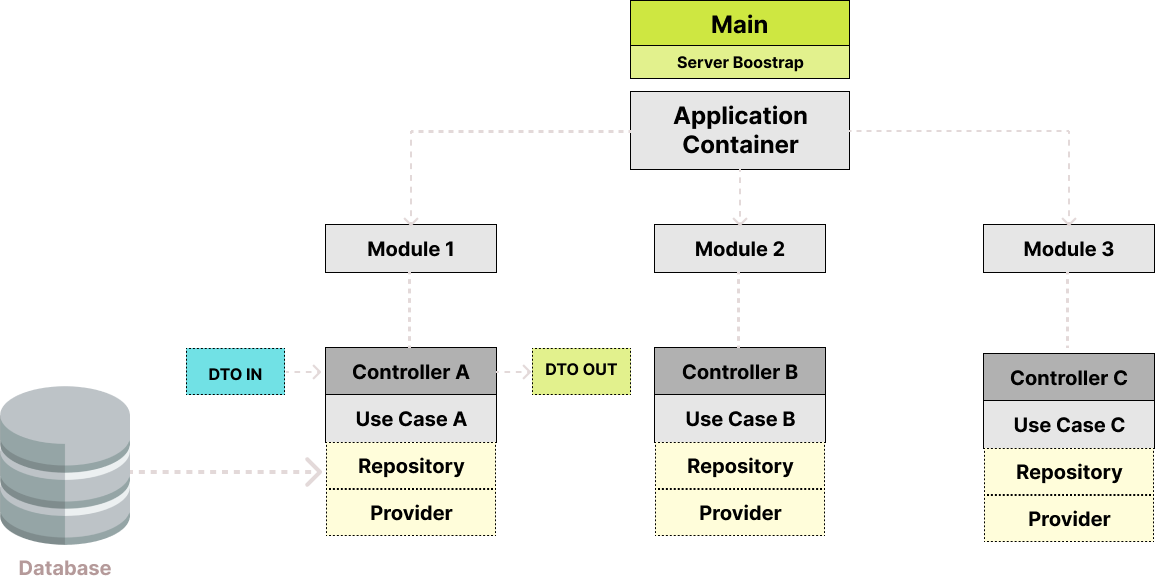 Main
Server Boostrap
Application
Container
Module 1
Module 2
Module 3
DTO IN
Controller A
DTO OUT
Controller B
Controller C
Use Case A
Use Case B
Use Case C
Repository
Repository
Repository
Provider
Provider
Provider
Database